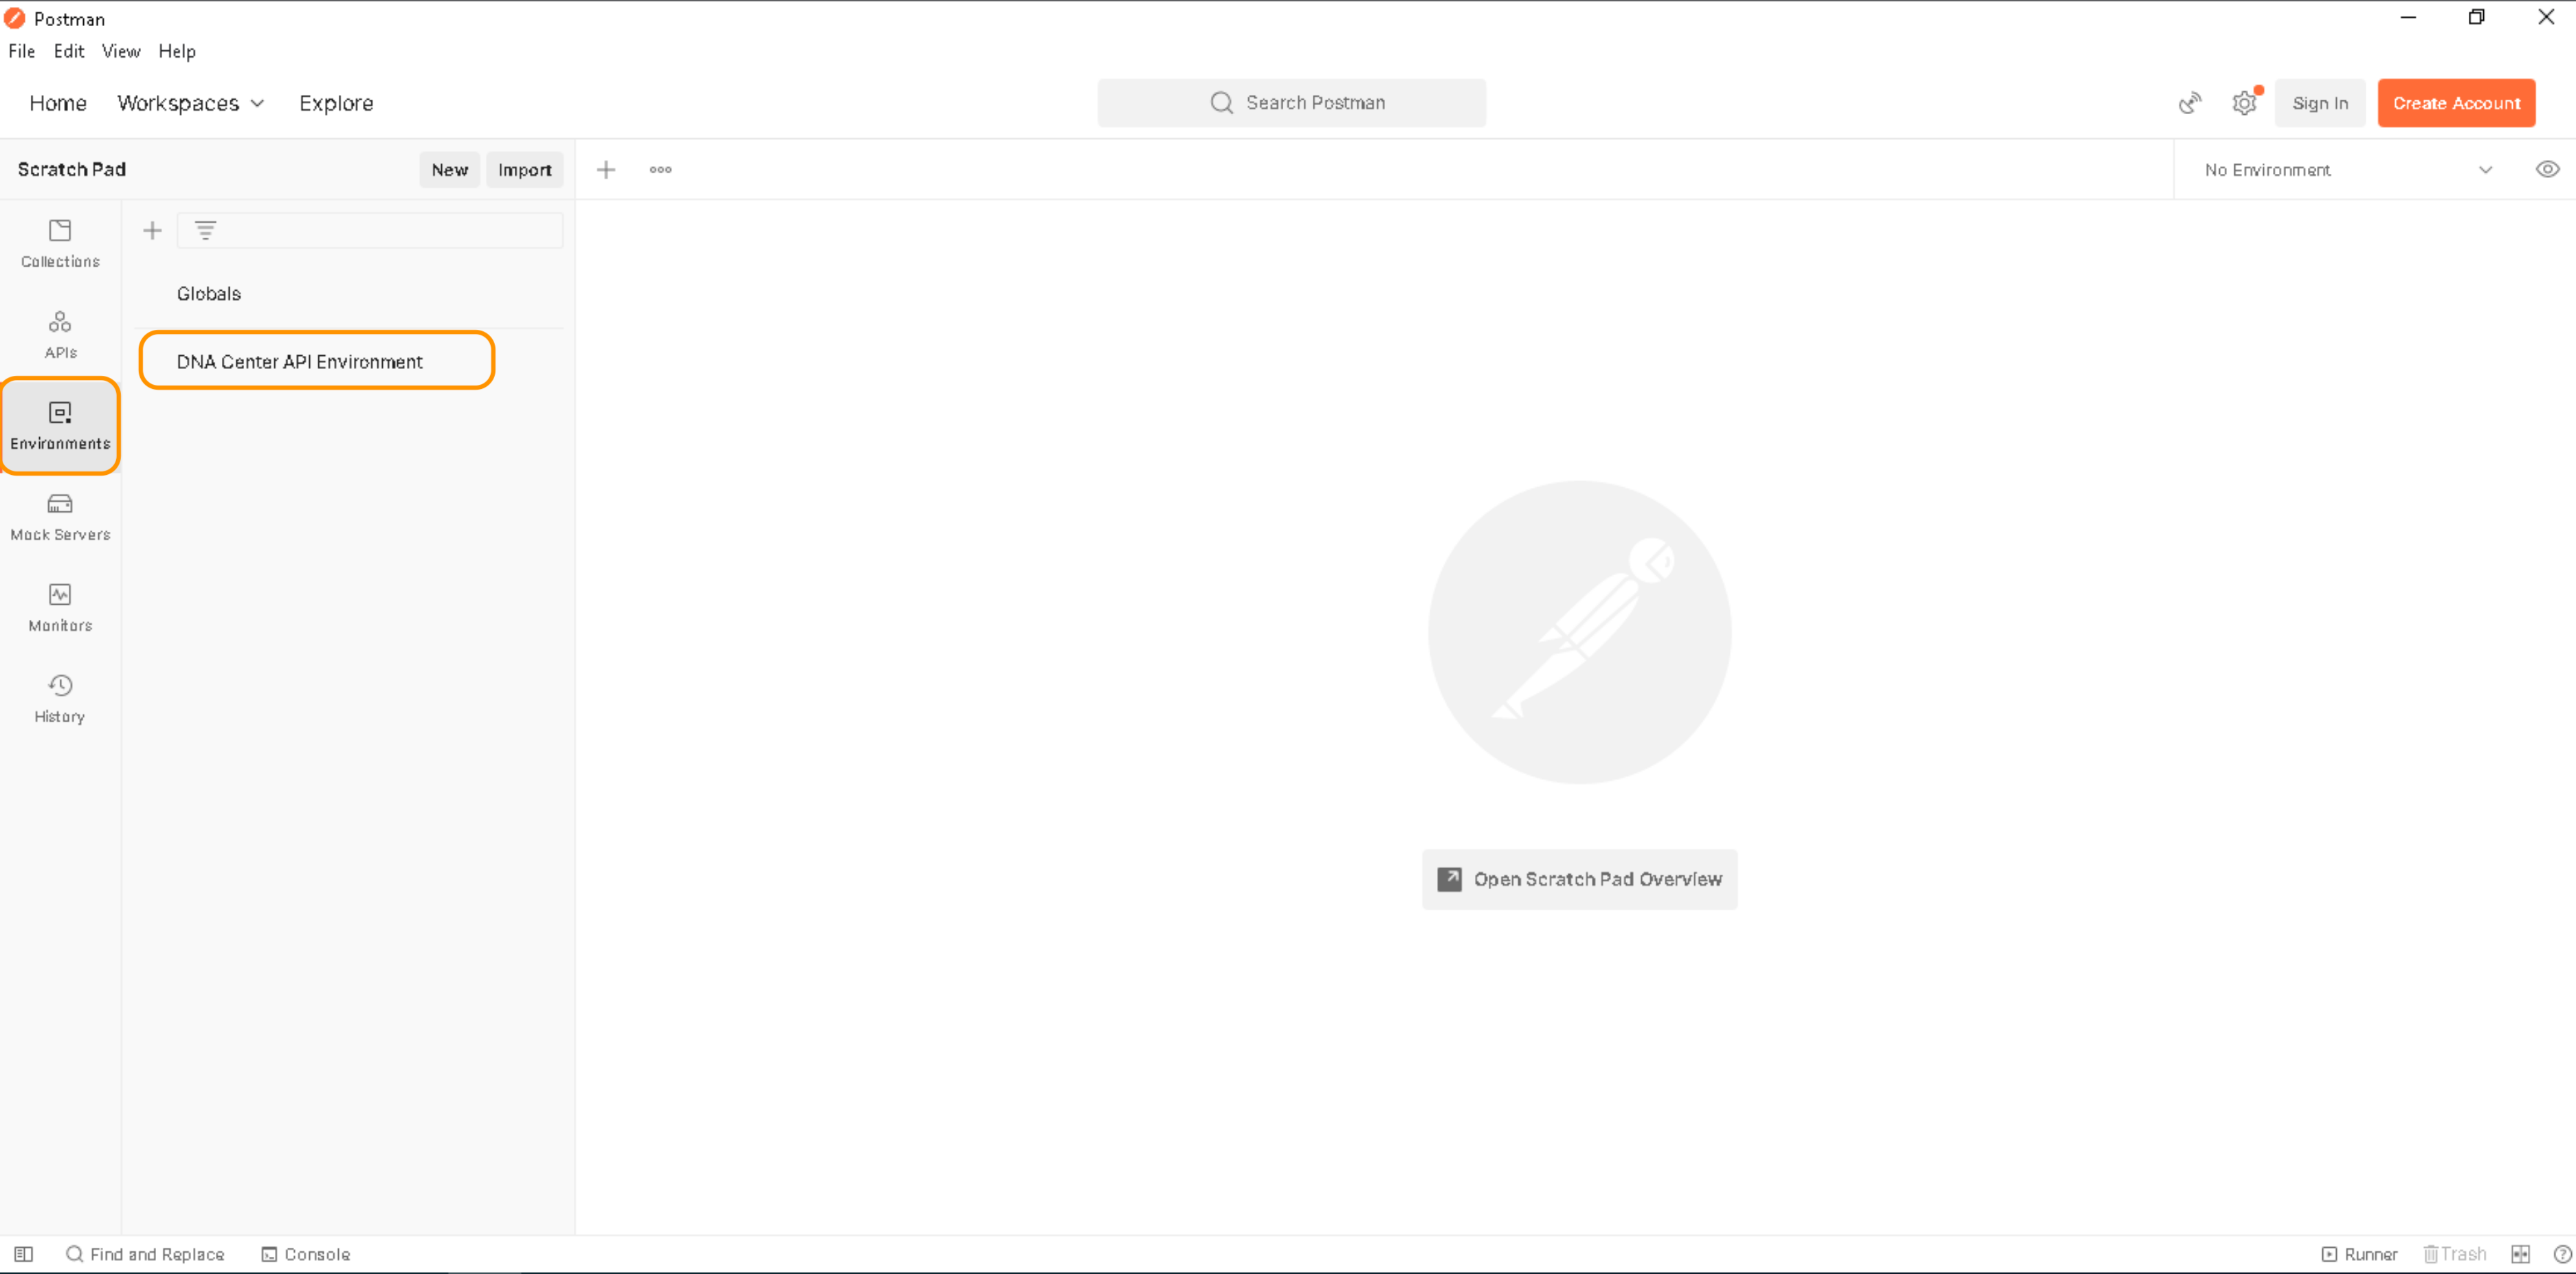 Postman
File Edit View Help
Home Workspaces Explore
Search Postman
Sign In
Create Account
Scratch Pad
New
Import
No Environment
Collections
APIs
Environments
Mock Servers
Monitors
History
Globals
DNA Center API Environment
Open Scratch Pad Overview
Find and Replace
Console
Runner
Trash